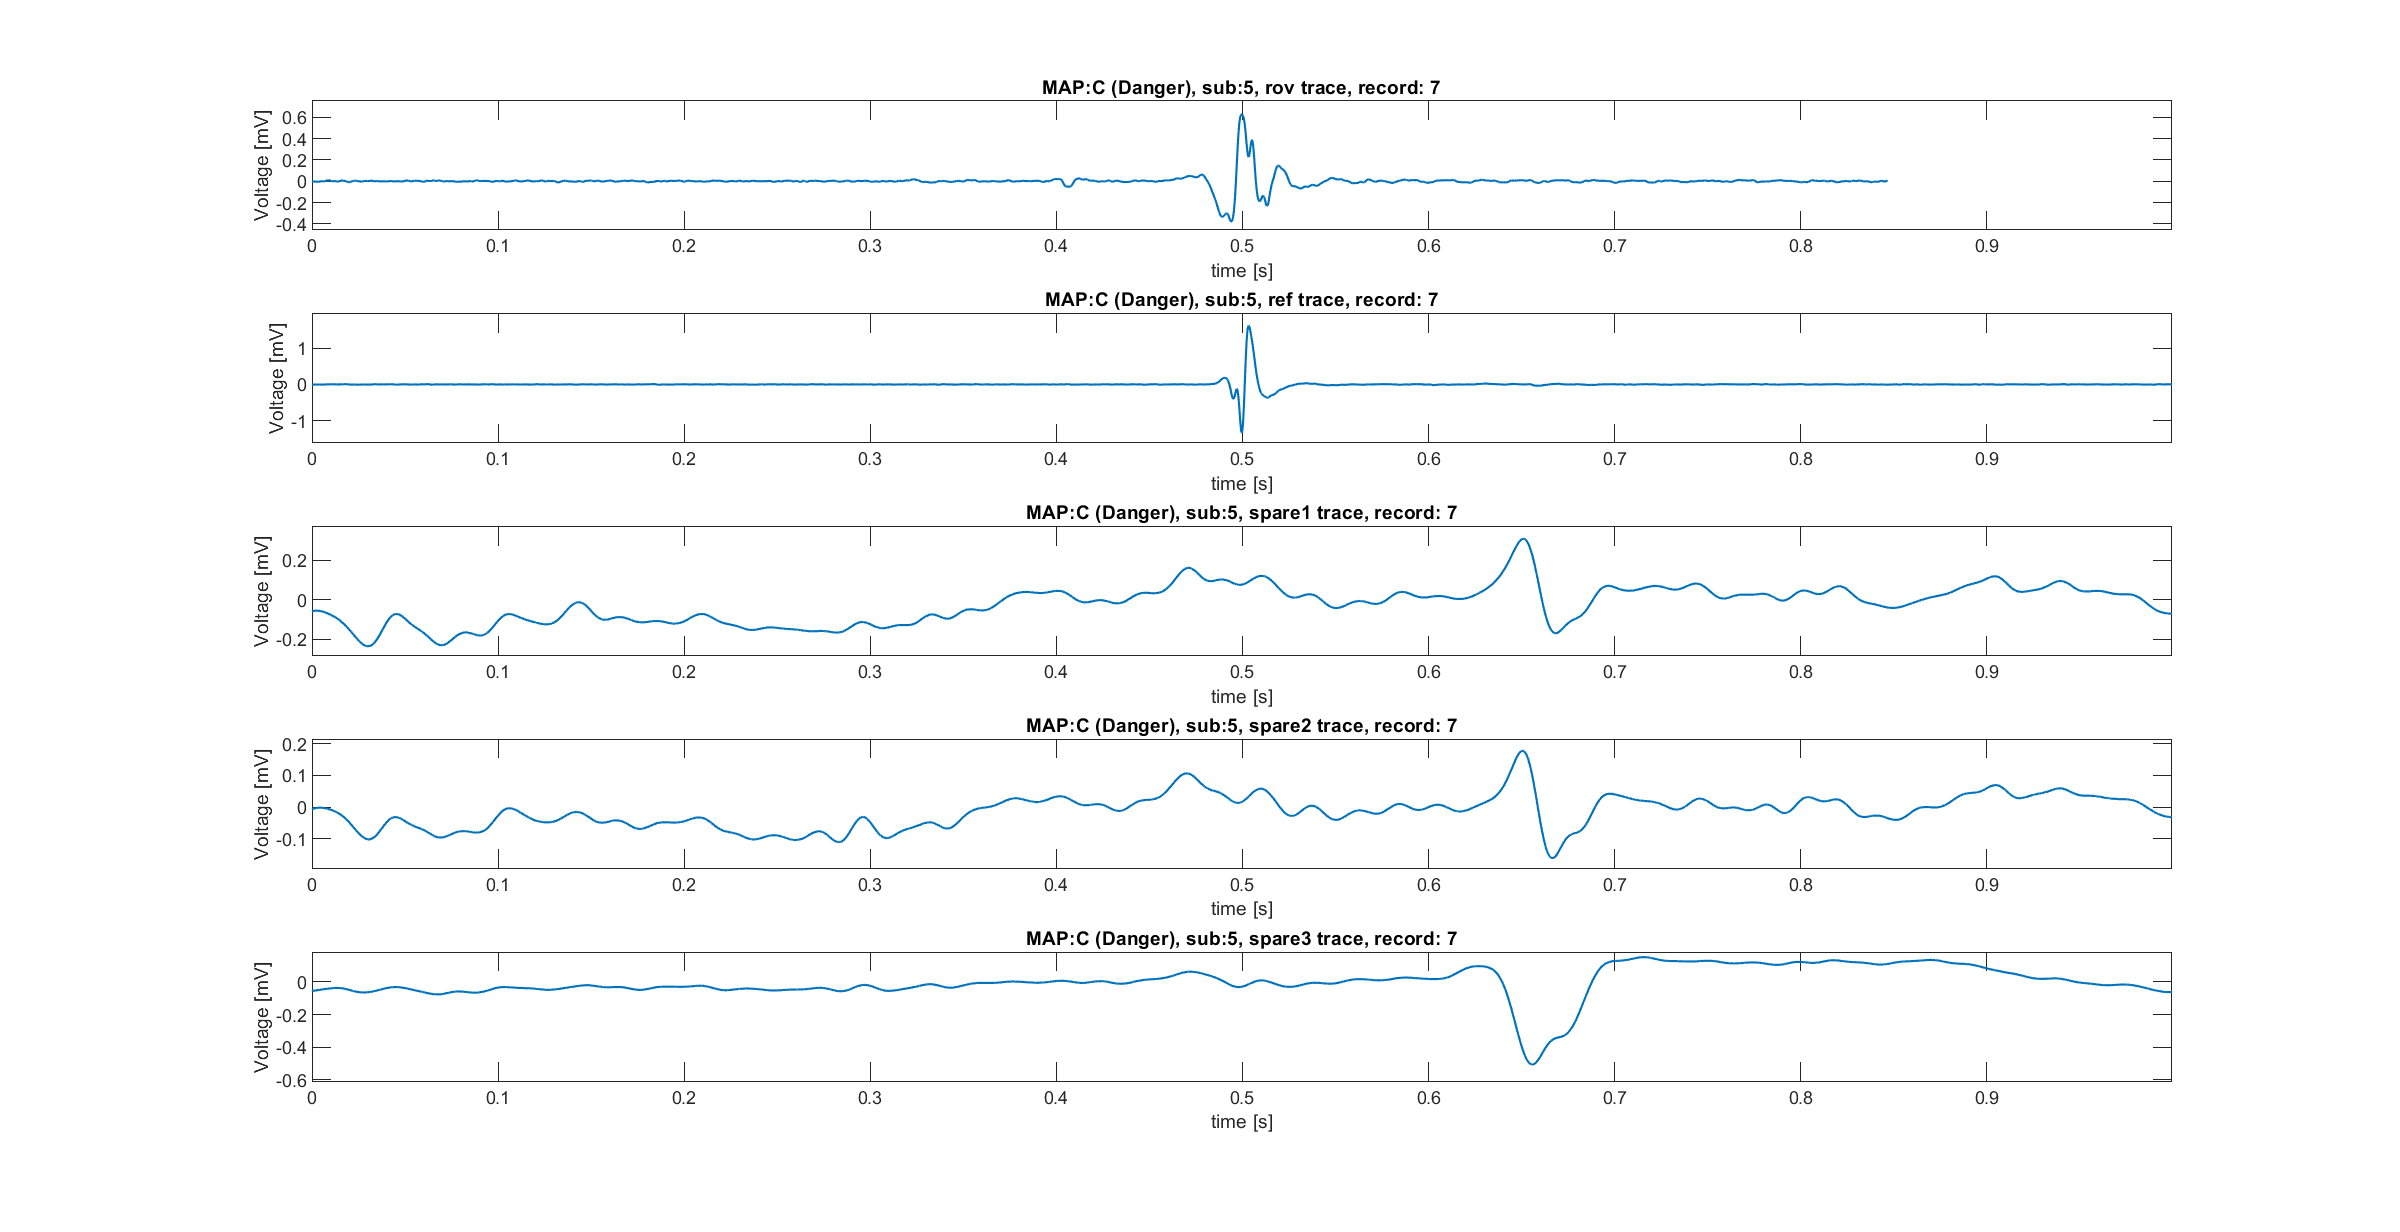 MAP:C (Danger), sub:5, rov trace, record: 7
Voltage [mV]
0.6
0.4
0.2
0
-0.2
-0.4
0 0.1 0.2 0.3 0.4 0.5 0.6 0.7 0.8 0.9
time [s]
MAP:C (Danger), sub:5, ref trace, record: 7
Voltage [mV]
1
0
-1
0 0.1 0.2 0.3 0.4 0.5 0.6 0.7 0.8 0.9
time [s]
MAP:C (Danger), sub:5, spare1 trace, record: 7
Voltage [mV]
0.2
0
-0.2
0 0.1 0.2 0.3 0.4 0.5 0.6 0.7 0.8 0.9
time [s]
MAP:C (Danger), sub:5, spare2 trace, record: 7
Voltage [mV]
0.2
0.1
0
-0.1
0 0.1 0.2 0.3 0.4 0.5 0.6 0.7 0.8 0.9
time [s]
MAP:C (Danger), sub:5, spare3 trace, record: 7
Voltage [mV]
0
-0.2
-0.4
-0.6
0 0.1 0.2 0.3 0.4 0.5 0.6 0.7 0.8 0.9
time [s]